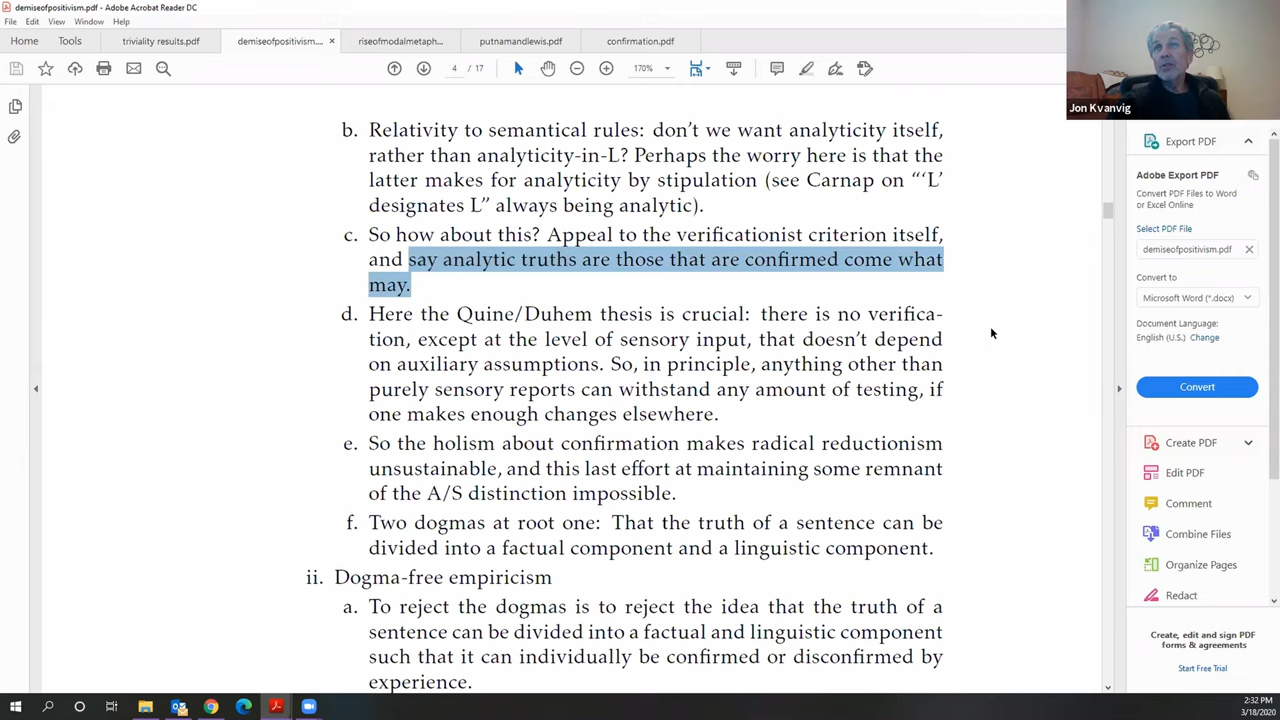 demiseofpositivism.pdf - Adobe Acrobat Reader DC
File Edit View Window Help
Home Tools triviality results.pdf demiseofpositivism.... × riseofmodalmetaph... putnamandlewis.pdf confirmation.pdf
4 / 17 170%
Jon Kvanvig
b. Relativity to semantical rules: don’t we want analyticity itself,
rather than analyticity-in-L? Perhaps the worry here is that the
latter makes for analyticity by stipulation (see Carnap on “‘L’
designates L” always being analytic).
c. So how about this? Appeal to the verificationist criterion itself,
and say analytic truths are those that are confirmed come what
may.
d. Here the Quine/Duhem thesis is crucial: there is no verifica-
tion, except at the level of sensory input, that doesn’t depend
on auxiliary assumptions. So, in principle, anything other than
purely sensory reports can withstand any amount of testing, if
one makes enough changes elsewhere.
e. So the holism about confirmation makes radical reductionism
unsustainable, and this last effort at maintaining some remnant
of the A/S distinction impossible.
f. Two dogmas at root one: That the truth of a sentence can be
divided into a factual component and a linguistic component.
ii. Dogma-free empiricism
a. To reject the dogmas is to reject the idea that the truth of a
sentence can be divided into a factual and linguistic component
such that it can individually be confirmed or disconfirmed by
experience.
Export PDF
Adobe Export PDF
Convert PDF Files to Word
or Excel Online
Select PDF File
demiseofpositivism.pdf
Convert to
Microsoft Word (*.docx)
Document Language:
English (U.S.) Change
Convert
Create PDF
Edit PDF
Comment
Combine Files
Organize Pages
Redact
Create, edit and sign PDF
forms & agreements
Start Free Trial
2:32 PM
3/18/2020